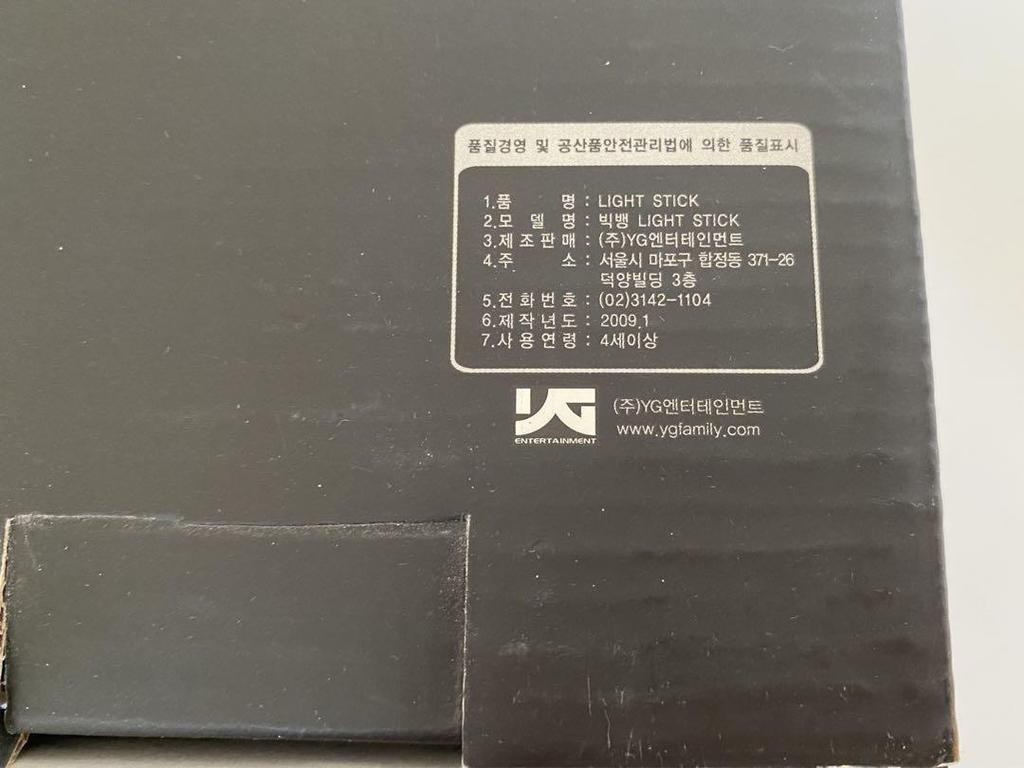 품질경영 및 공산품안전관리법에 의한 품질표시
1.품 명 : LIGHT STICK
2.모 델 명 : 빅뱅 LIGHT STICK
3.제 조 판 매 : (주)YG엔터테인먼트
4.주 소 : 서울시 마포구 합정동 371-26
덕양빌딩 3층
5.전 화 번 호 : (02)3142-1104
6.제 작 년 도 : 2009.1
7.사 용 연 령 : 4세이상
YG
ENTERTAINMENT
(주)YG엔터테인먼트
www.ygfamily.com